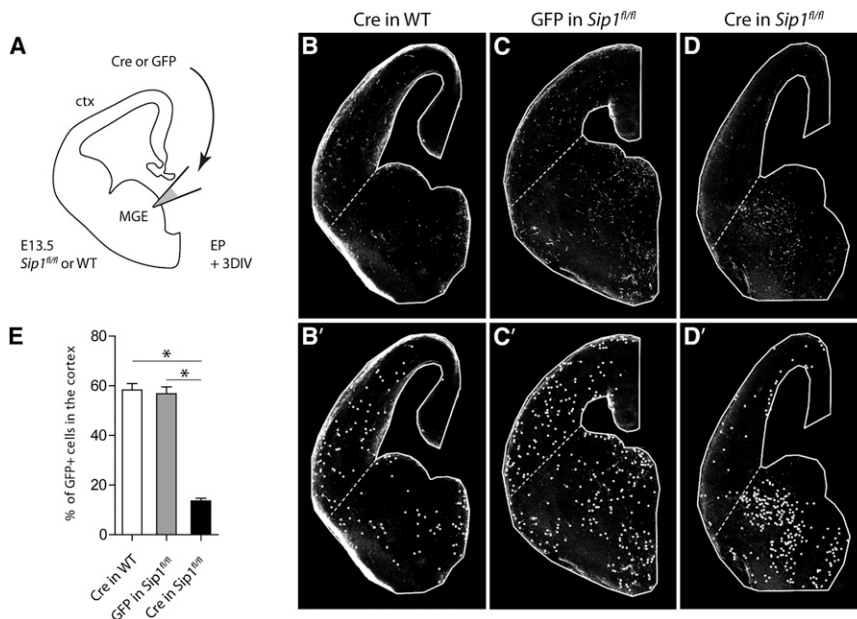 A
Cre or GFP
ctx
MGE
E13.5
Sip1fl/fl or WT
EP
+ 3DIV
Cre in WT
GFP in Sip1fl/fl
Cre in Sip1fl/fl
B
C
D
B′
C′
D′
E
% of GFP+ cells in the cortex
80
60
40
20
0
*
*
Cre in WT
GFP in Sip1fl/fl
Cre in Sip1fl/fl